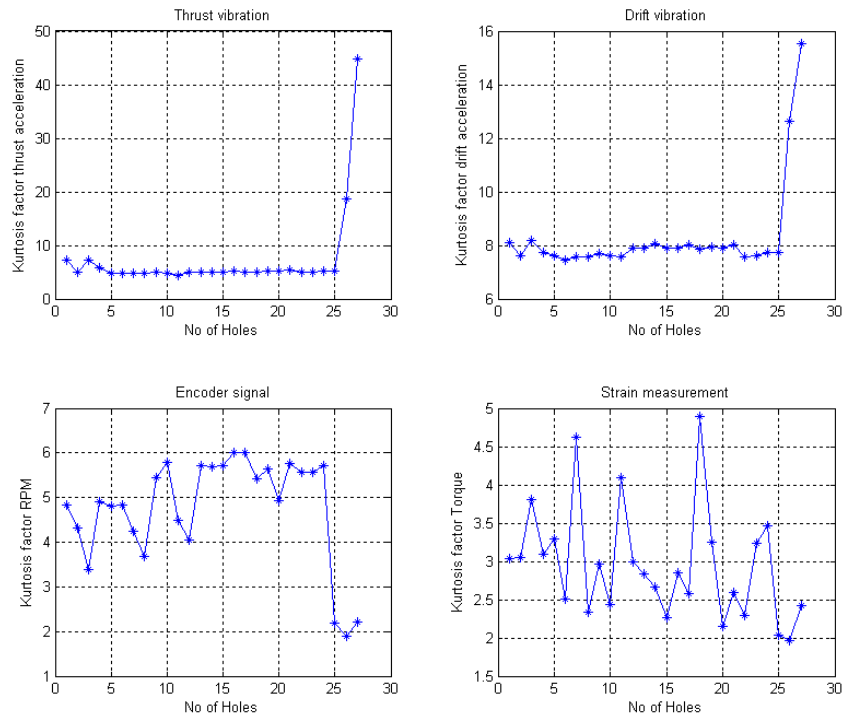 Thrust vibration
Kurtosis factor thrust acceleration
50
40
30
20
10
0
0 5 10 15 20 25 30
No of Holes
Drift vibration
Kurtosis factor drift acceleration
16
14
12
10
8
6
0 5 10 15 20 25 30
No of Holes
Encoder signal
Kurtosis factor RPM
7
6
5
4
3
2
1
0 5 10 15 20 25 30
No of Holes
Strain measurement
Kurtosis factor Torque
5
4.5
4
3.5
3
2.5
2
1.5
0 5 10 15 20 25 30
No of Holes